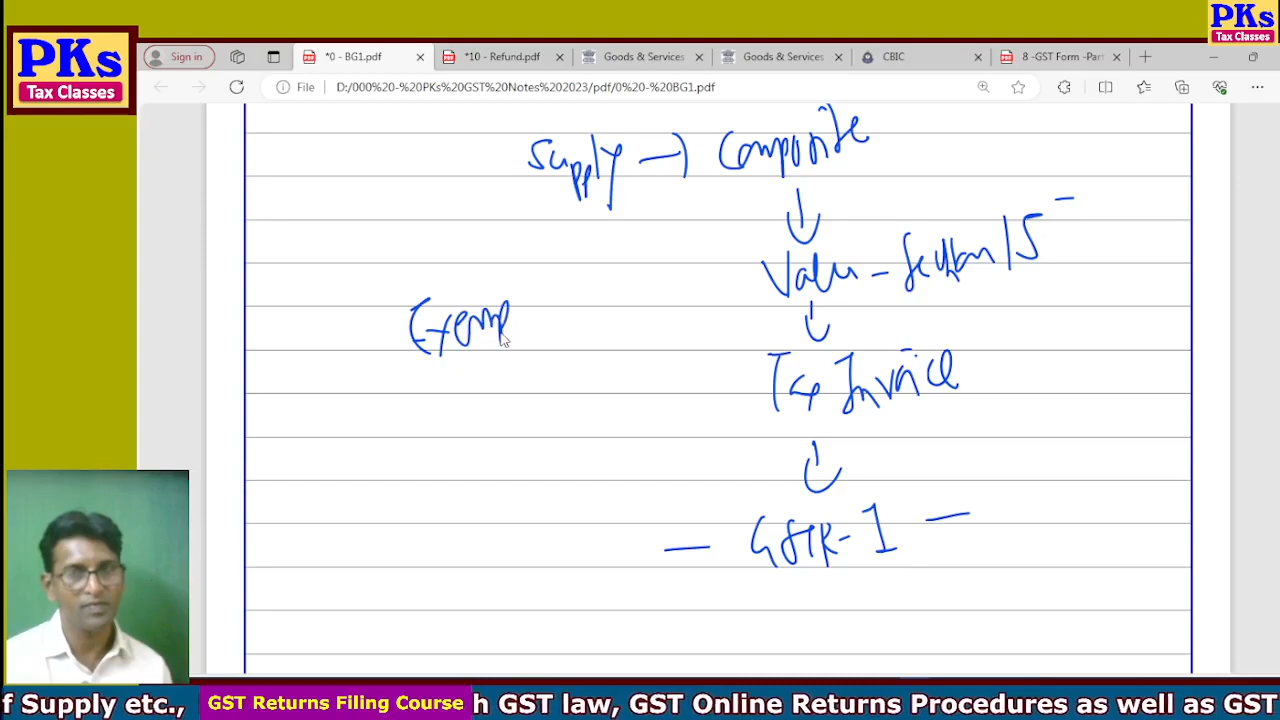 PKs
Tax Classes
PKs
Tax Classes
Sign in
*0 - BG1.pdf
*10 - Refund.pdf
Goods & Services
Goods & Services
CBIC
8 -GST Form -Part
File
D:/000%20-%20PKs%20GST%20Notes%202023/pdf/0%20-%20BG1.pdf
Supply → Composite
Value - Section 15
Exemp
Tax Invoice
GSTR-1
f Supply etc., GST Returns Filing Course h GST law, GST Online Returns Procedures as well as GST